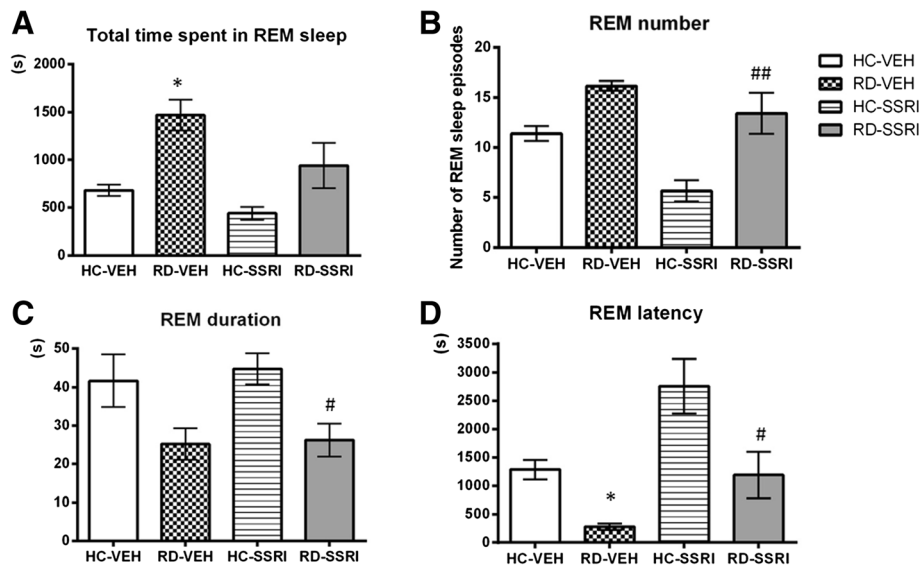 A
Total time spent in REM sleep
(s)
2000
1500
1000
500
0
*
HC-VEH RD-VEH HC-SSRI RD-SSRI
B
REM number
Number of REM sleep episodes
20
15
10
5
0
##
HC-VEH RD-VEH HC-SSRI RD-SSRI
HC-VEH
RD-VEH
HC-SSRI
RD-SSRI
C
REM duration
(s)
50
40
30
20
10
0
#
HC-VEH RD-VEH HC-SSRI RD-SSRI
D
REM latency
(s)
3500
3000
2500
2000
1500
1000
500
0
*
#
HC-VEH RD-VEH HC-SSRI RD-SSRI